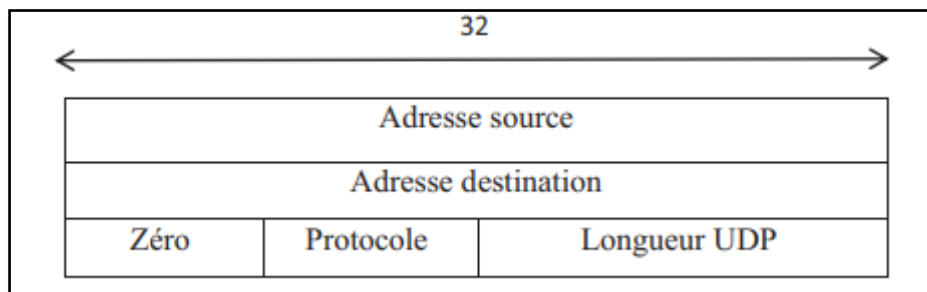 32
Adresse source
Adresse destination
Zéro Protocole Longueur UDP